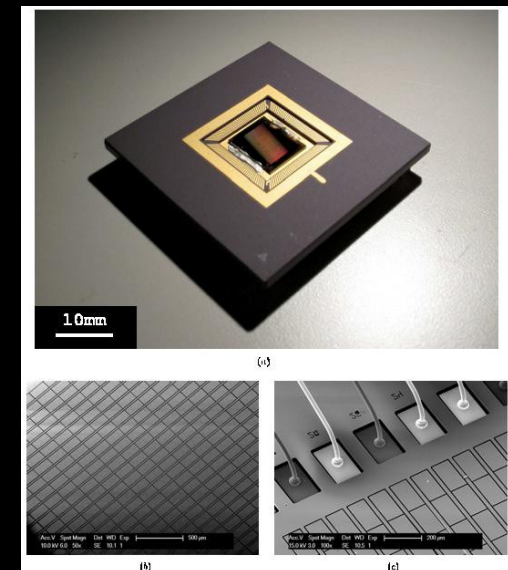 10mm
(a)
Acc.V Spot Magn Det WD Exp 500 µm
10.0 kV 6.0 50x SE 10.1 1
(b)
Acc.V Spot Magn Det WD Exp 200 µm
15.0 kV 3.0 100x SE 10.5 1
(c)